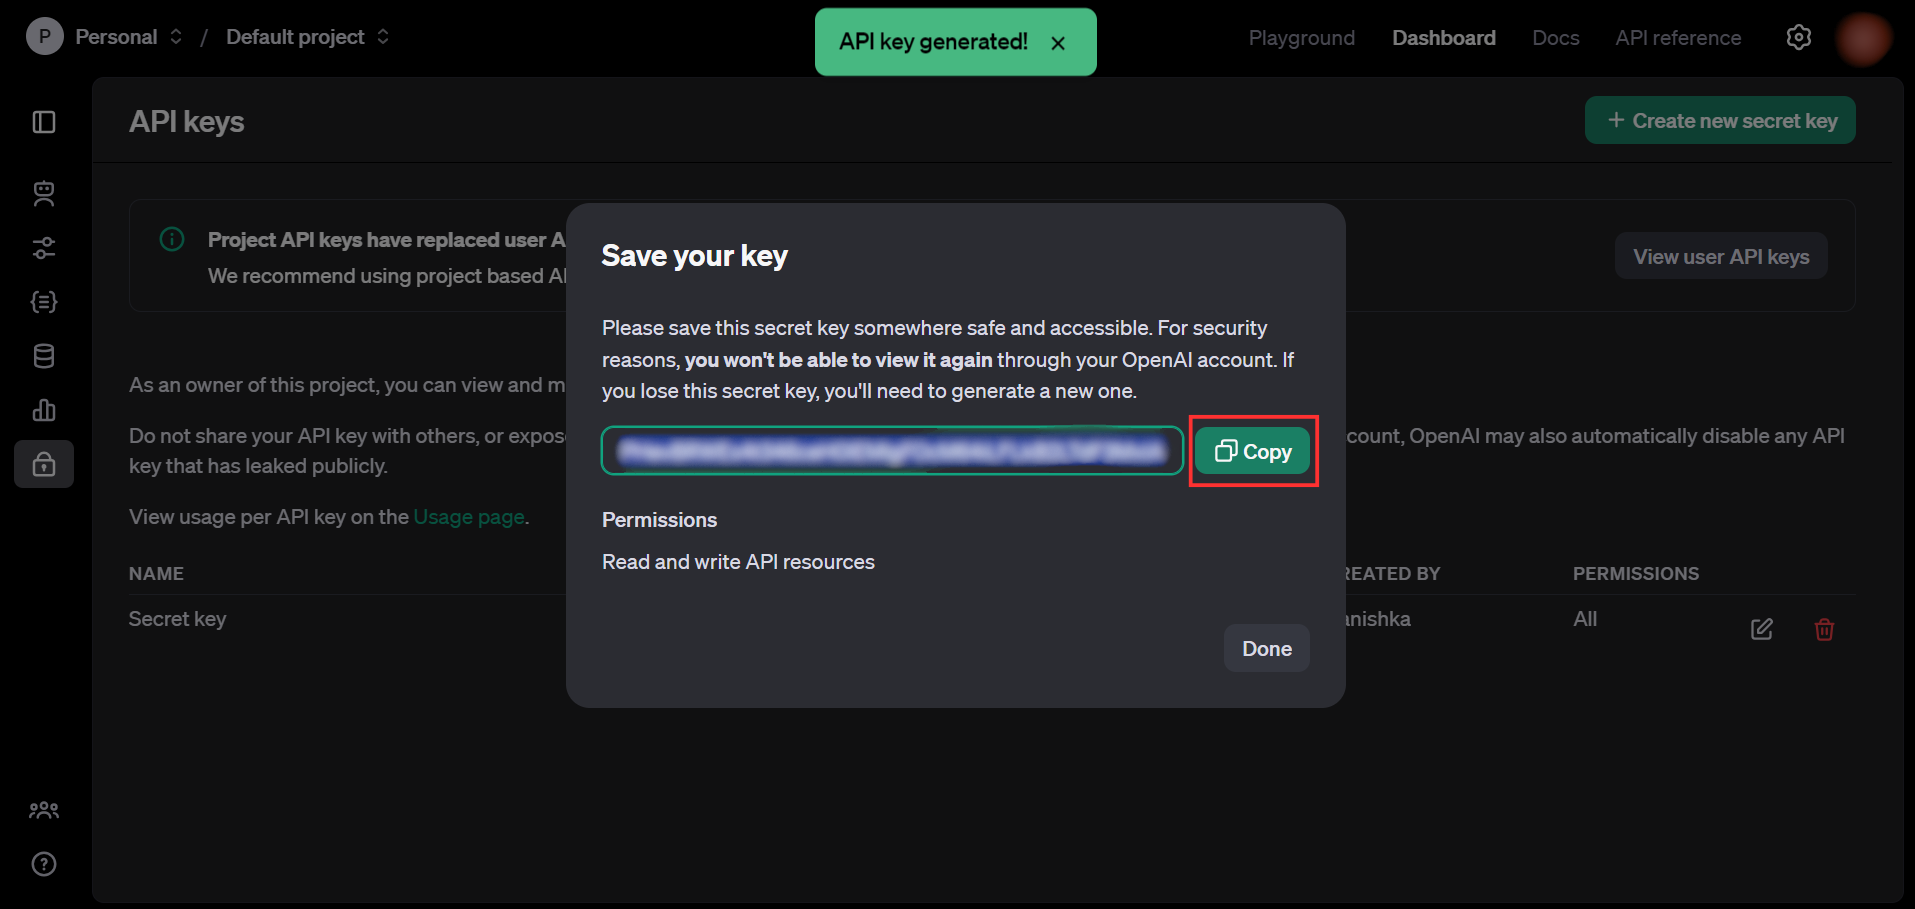 P Personal / Default project
API key generated!
Playground Dashboard Docs API reference
API keys
+ Create new secret key
Project API keys have replaced user A
We recommend using project based AI
View user API keys
As an owner of this project, you can view and m
Do not share your API key with others, or expos
count, OpenAI may also automatically disable any API
key that has leaked publicly.
View usage per API key on the Usage page.
NAME
REATED BY
PERMISSIONS
Secret key
anishka
All
Save your key
Please save this secret key somewhere safe and accessible. For security
reasons, you won't be able to view it again through your OpenAI account. If
you lose this secret key, you'll need to generate a new one.
Copy
Permissions
Read and write API resources
Done